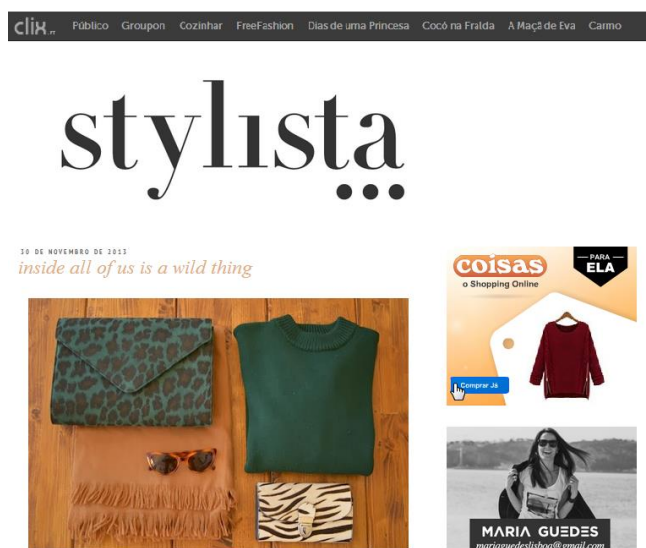 clix.PT Público Groupon Cozinhar FreeFashion Dias de uma Princesa Cocó na Fralda A Maçã de Eva Carmo
stylista
30 DE NOVEMBRO DE 2013
inside all of us is a wild thing
coisas
o Shopping Online
PARA
ELA
Comprar Já
MARIA GUEDES
mariaguedeslisboa@gmail.com